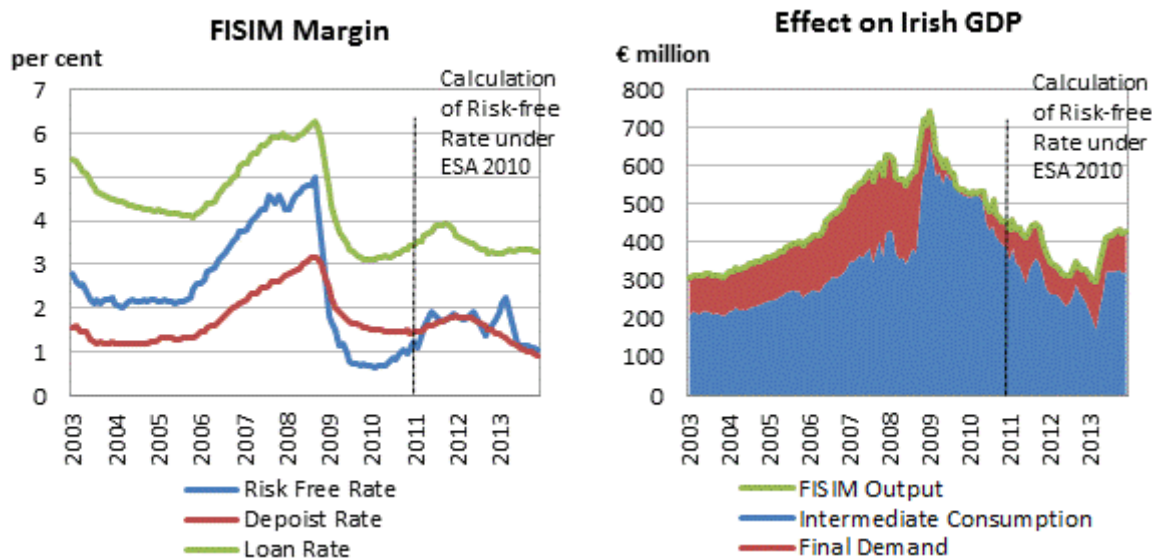 FISIM Margin
per cent
7
6
5
4
3
2
1
0
Calculation
of Risk-free
Rate under
ESA 2010
2003
2004
2005
2006
2007
2008
2009
2010
2011
2012
2013
Risk Free Rate
Depoist Rate
Loan Rate
Effect on Irish GDP
€ million
800
700
600
500
400
300
200
100
0
Calculation
of Risk-free
Rate under
ESA 2010
2003
2004
2005
2006
2007
2008
2009
2010
2011
2012
2013
FISIM Output
Intermediate Consumption
Final Demand